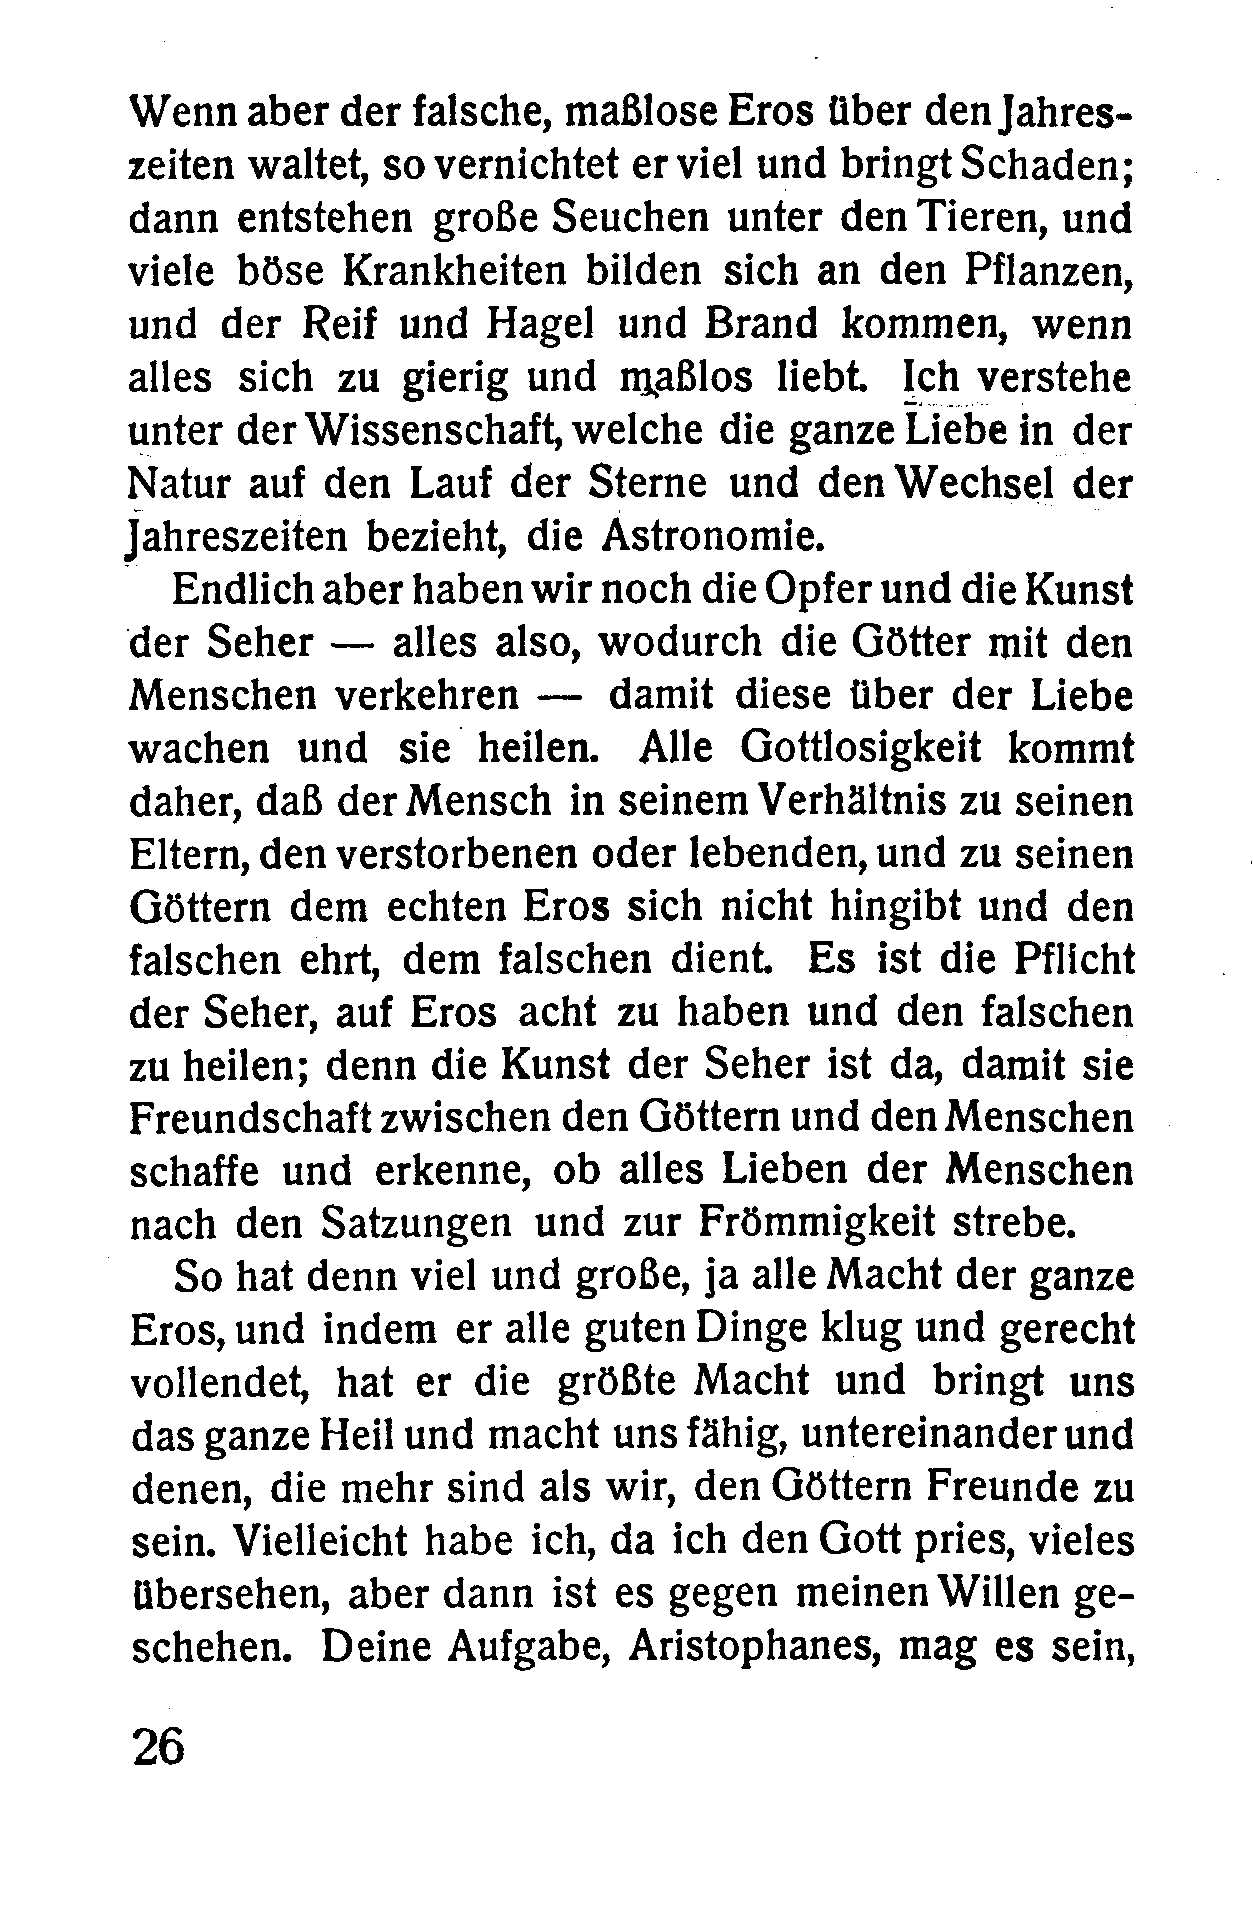 Wenn aber der falsche, maßlose Eros über den Jahres-
zeiten waltet, so vernichtet er viel und bringt Schaden;
dann entstehen große Seuchen unter den Tieren, und
viele böse Krankheiten bilden sich an den Pflanzen,
und der Reif und Hagel und Brand kommen, wenn
alles sich zu gierig und maßlos liebt. Ich verstehe
unter der Wissenschaft, welche die ganze Liebe in der
Natur auf den Lauf der Sterne und den Wechsel der
Jahreszeiten bezieht, die Astronomie.
Endlich aber haben wir noch die Opfer und die Kunst
der Seher — alles also, wodurch die Götter mit den
Menschen verkehren — damit diese über der Liebe
wachen und sie heilen. Alle Gottlosigkeit kommt
daher, daß der Mensch in seinem Verhältnis zu seinen
Eltern, den verstorbenen oder lebenden, und zu seinen
Göttern dem echten Eros sich nicht hingibt und den
falschen ehrt, dem falschen dient. Es ist die Pflicht
der Seher, auf Eros acht zu haben und den falschen
zu heilen; denn die Kunst der Seher ist da, damit sie
Freundschaft zwischen den Göttern und den Menschen
schaffe und erkenne, ob alles Lieben der Menschen
nach den Satzungen und zur Frömmigkeit strebe.
So hat denn viel und große, ja alle Macht der ganze
Eros, und indem er alle guten Dinge klug und gerecht
vollendet, hat er die größte Macht und bringt uns
das ganze Heil und macht uns fähig, untereinander und
denen, die mehr sind als wir, den Göttern Freunde zu
sein. Vielleicht habe ich, da ich den Gott pries, vieles
übersehen, aber dann ist es gegen meinen Willen ge-
schehen. Deine Aufgabe, Aristophanes, mag es sein,
26